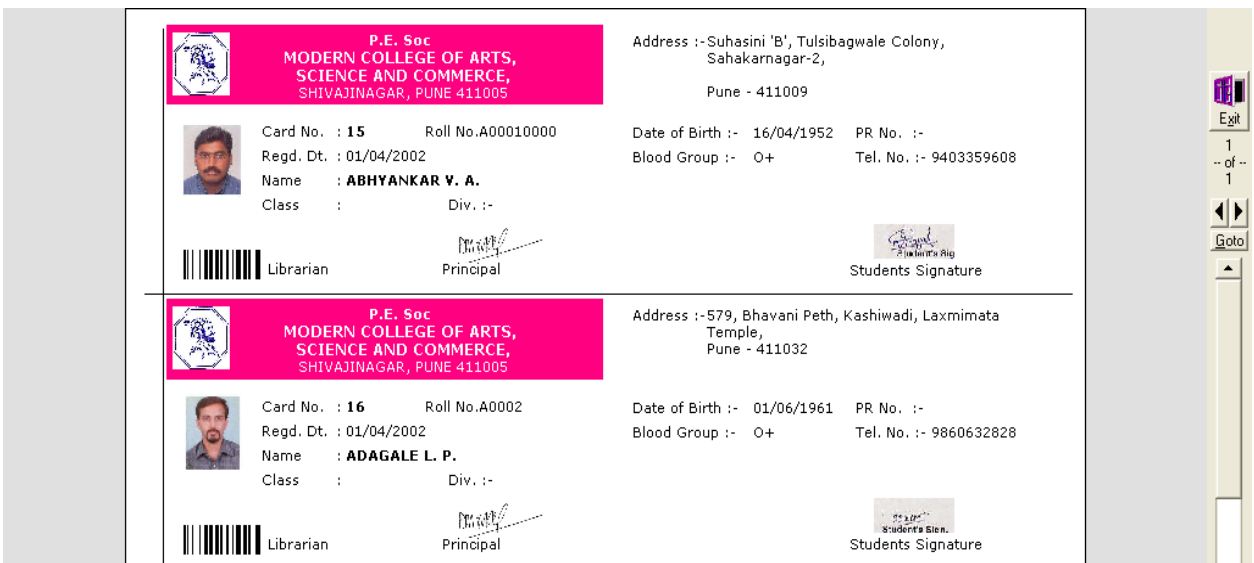 P.E. Soc
MODERN COLLEGE OF ARTS,
SCIENCE AND COMMERCE,
SHIVAJINAGAR, PUNE 411005
Address :-Suhasini 'B', Tulsibagwale Colony,
Sahakarnagar-2,
Pune - 411009
Card No. : 15 Roll No.A00010000
Regd. Dt. : 01/04/2002
Name : ABHYANKAR V. A.
Class : Div. :-
Date of Birth :- 16/04/1952 PR No. :-
Blood Group :- O+ Tel. No. :- 9403359608
Librarian
Principal
Student's Sig
Students Signature
P.E. Soc
MODERN COLLEGE OF ARTS,
SCIENCE AND COMMERCE,
SHIVAJINAGAR, PUNE 411005
Address :-579, Bhavani Peth, Kashiwadi, Laxmimata
Temple,
Pune - 411032
Card No. : 16 Roll No.A0002
Regd. Dt. : 01/04/2002
Name : ADAGALE L. P.
Class : Div. :-
Date of Birth :- 01/06/1961 PR No. :-
Blood Group :- O+ Tel. No. :- 9860632828
Librarian
Principal
Student's Sign.
Students Signature
Exit
1
-- of --
1
Goto